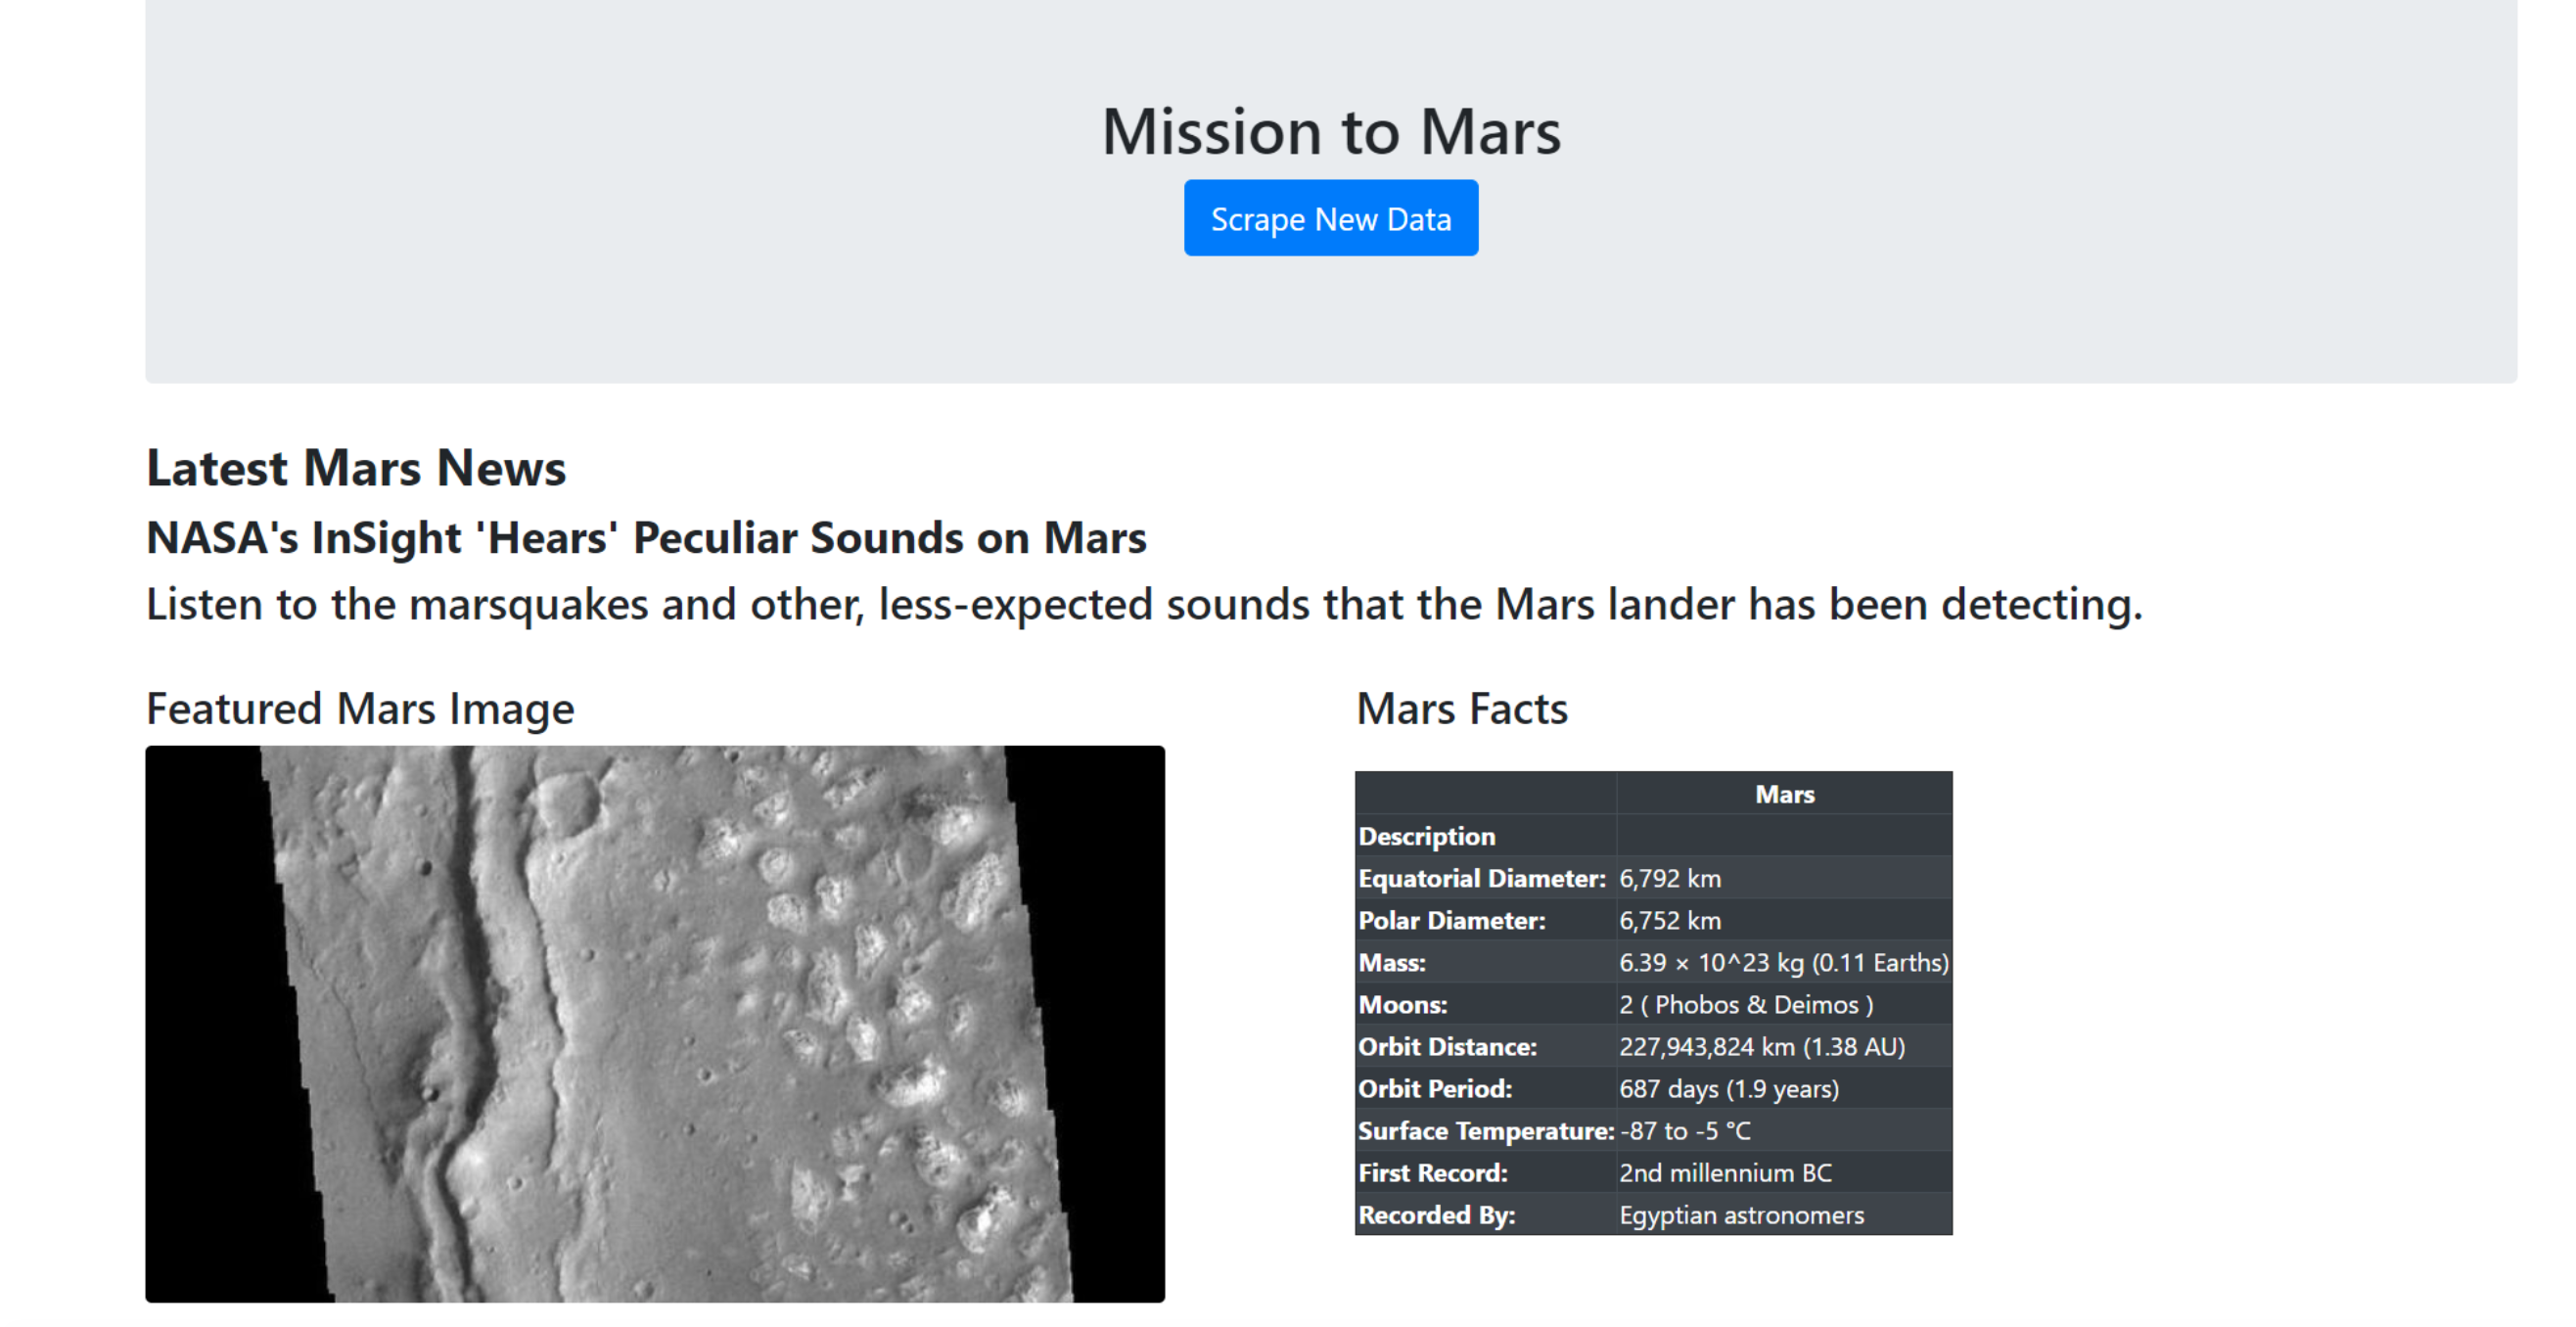 Mission to Mars
Scrape New Data
Latest Mars News
NASA's InSight 'Hears' Peculiar Sounds on Mars
Listen to the marsquakes and other, less-expected sounds that the Mars lander has been detecting.
Featured Mars Image
Mars Facts
Mars
Description
Equatorial Diameter: 6,792 km
Polar Diameter: 6,752 km
Mass: 6.39 × 10^23 kg (0.11 Earths)
Moons: 2 ( Phobos & Deimos )
Orbit Distance: 227,943,824 km (1.38 AU)
Orbit Period: 687 days (1.9 years)
Surface Temperature: -87 to -5 °C
First Record: 2nd millennium BC
Recorded By: Egyptian astronomers